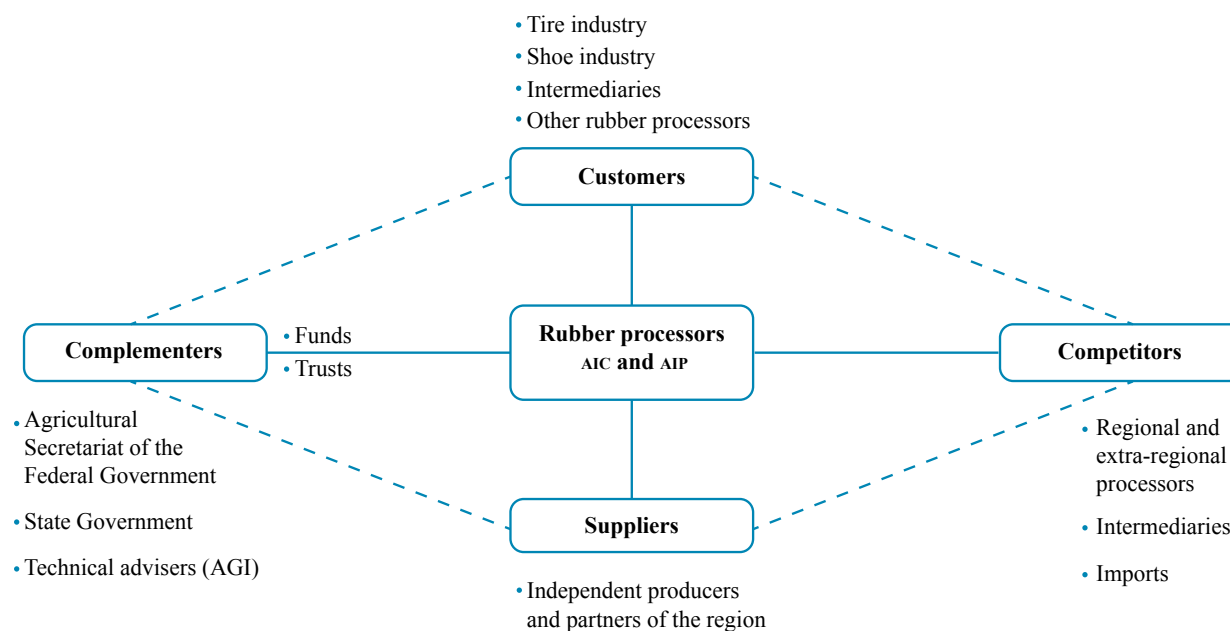 • Tire industry
• Shoe industry
• Intermediaries
• Other rubber processors
Customers
Complementers
• Funds
• Trusts
Rubber processors
AIC and AIP
Competitors
• Agricultural
Secretariat of the
Federal Government
• State Government
• Technical advisers (AGI)
Suppliers
• Independent producers
and partners of the region
• Regional and
extra-regional
processors
• Intermediaries
• Imports